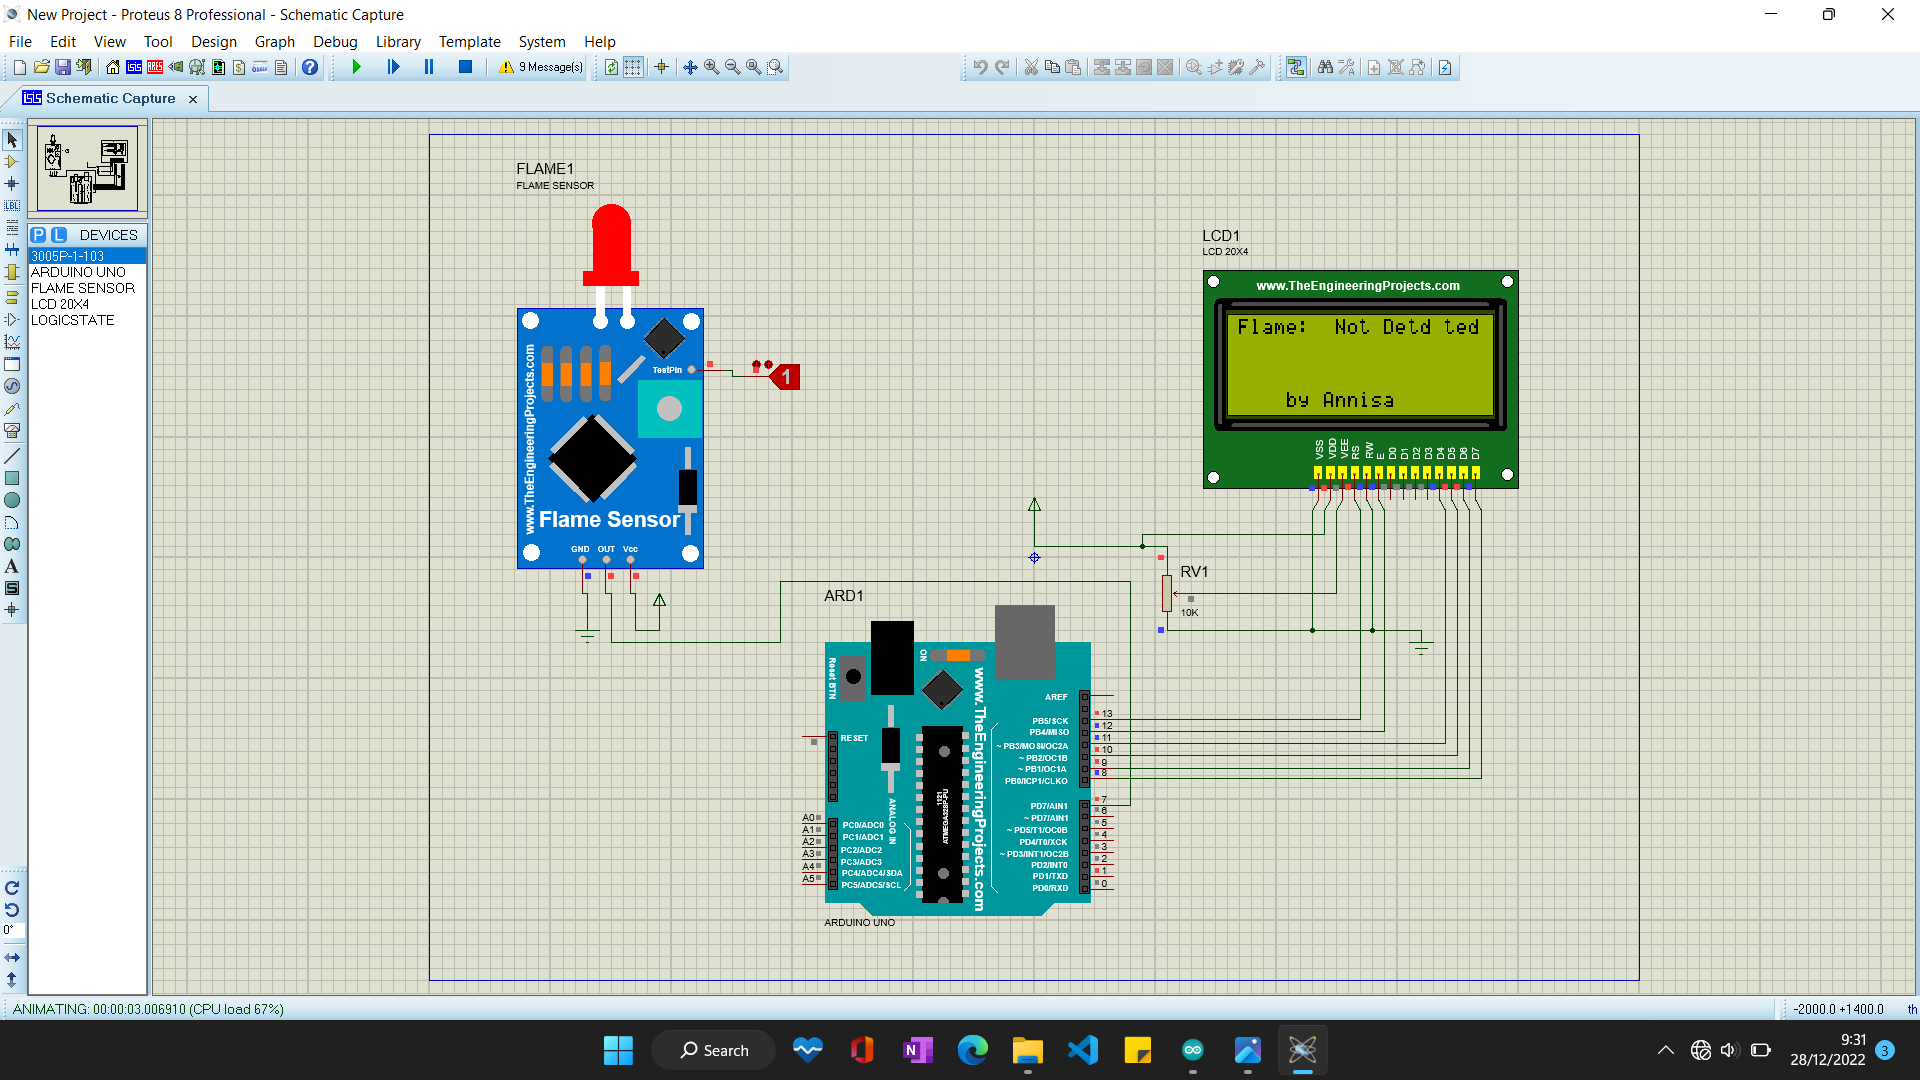 New Project - Proteus 8 Professional - Schematic Capture
File Edit View Tool Design Graph Debug Library Template System Help
9 Message(s)
Schematic Capture
P L DEVICES
3005P-1-103
ARDUINO UNO
FLAME SENSOR
LCD 20X4
LOGICSTATE
FLAME1
FLAME SENSOR
www.TheEngineeringProjects.com
TestPin
1
Flame Sensor
GND OUT Vcc
LCD1
LCD 20X4
www.TheEngineeringProjects.com
Flame: Not Detd ted
by Annisa
VSS VDD VEE RS RW E D0 D1 D2 D3 D4 D5 D6 D7
RV1
10K
ARD1
Reset BTN
ON
www.TheEngineeringProjects.com
AREF
PB5/SCK 13
PB4/MISO 12
~ PB3/MOSI/OC2A 11
~ PB2/OC1B 10
~ PB1/OC1A 9
PB0/ICP1/CLKO 8
RESET
1121
ATMEGA328P-PU
ANALOG IN
PD7/AIN1 7
~ PD7/AIN1 6
~ PD5/T1/OC0B 5
PD4/T0/XCK 4
~ PD3/INT1/OC2B 3
PD2/INT0 2
PD1/TXD 1
PD0/RXD 0
A0 PC0/ADC0
A1 PC1/ADC1
A2 PC2/ADC2
A3 PC3/ADC3
A4 PC4/ADC4/SDA
A5 PC5/ADC5/SCL
ARDUINO UNO
0°
ANIMATING: 00:00:03.006910 (CPU load 67%)
-2000.0 +1400.0 th
Search
9:31
28/12/2022
3